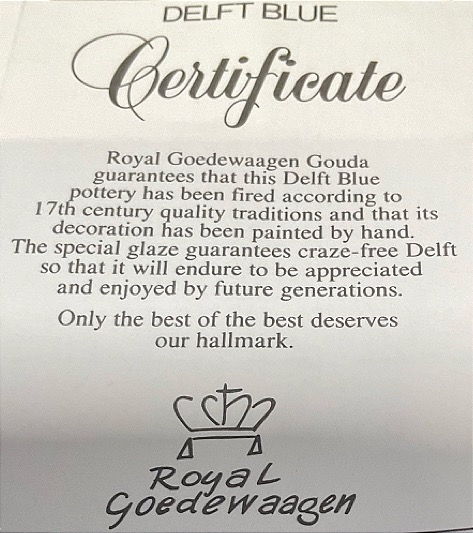 DELFT BLUE
Certificate
Royal Goedewaagen Gouda
guarantees that this Delft Blue
pottery has been fired according to
17th century quality traditions and that its
decoration has been painted by hand.
The special glaze guarantees craze-free Delft
so that it will endure to be appreciated
and enjoyed by future generations.
Only the best of the best deserves
our hallmark.
Royal
Goedewaagen